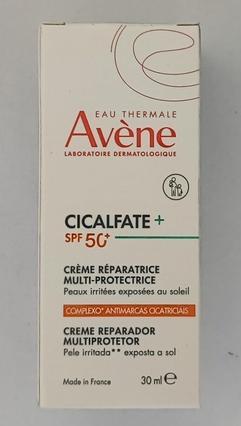 EAU THERMALE
Avène
LABORATOIRE DERMATOLOGIQUE
CICALFATE +
SPF 50+
CRÈME RÉPARATRICE
MULTI-PROTECTRICE
Peaux irritées exposées au soleil
COMPLEXO* ANTIMARCAS CICATRICIAIS
CREME REPARADOR
MULTIPROTETOR
Pele irritada** exposta a sol
Made in France
30 ml ℮